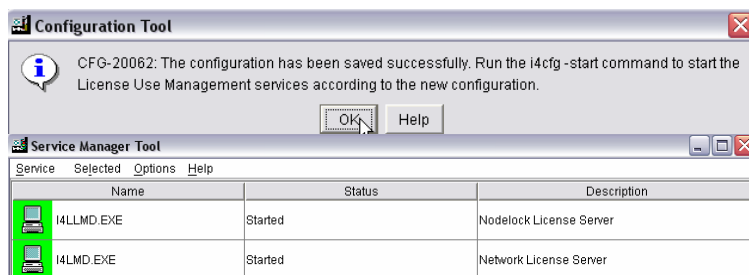 Configuration Tool
CFG-20062: The configuration has been saved successfully. Run the i4cfg -start command to start the
License Use Management services according to the new configuration.
OK Help
Service Manager Tool
Service Selected Options Help
Name Status Description
I4LLMD.EXE Started Nodelock License Server
I4LMD.EXE Started Network License Server